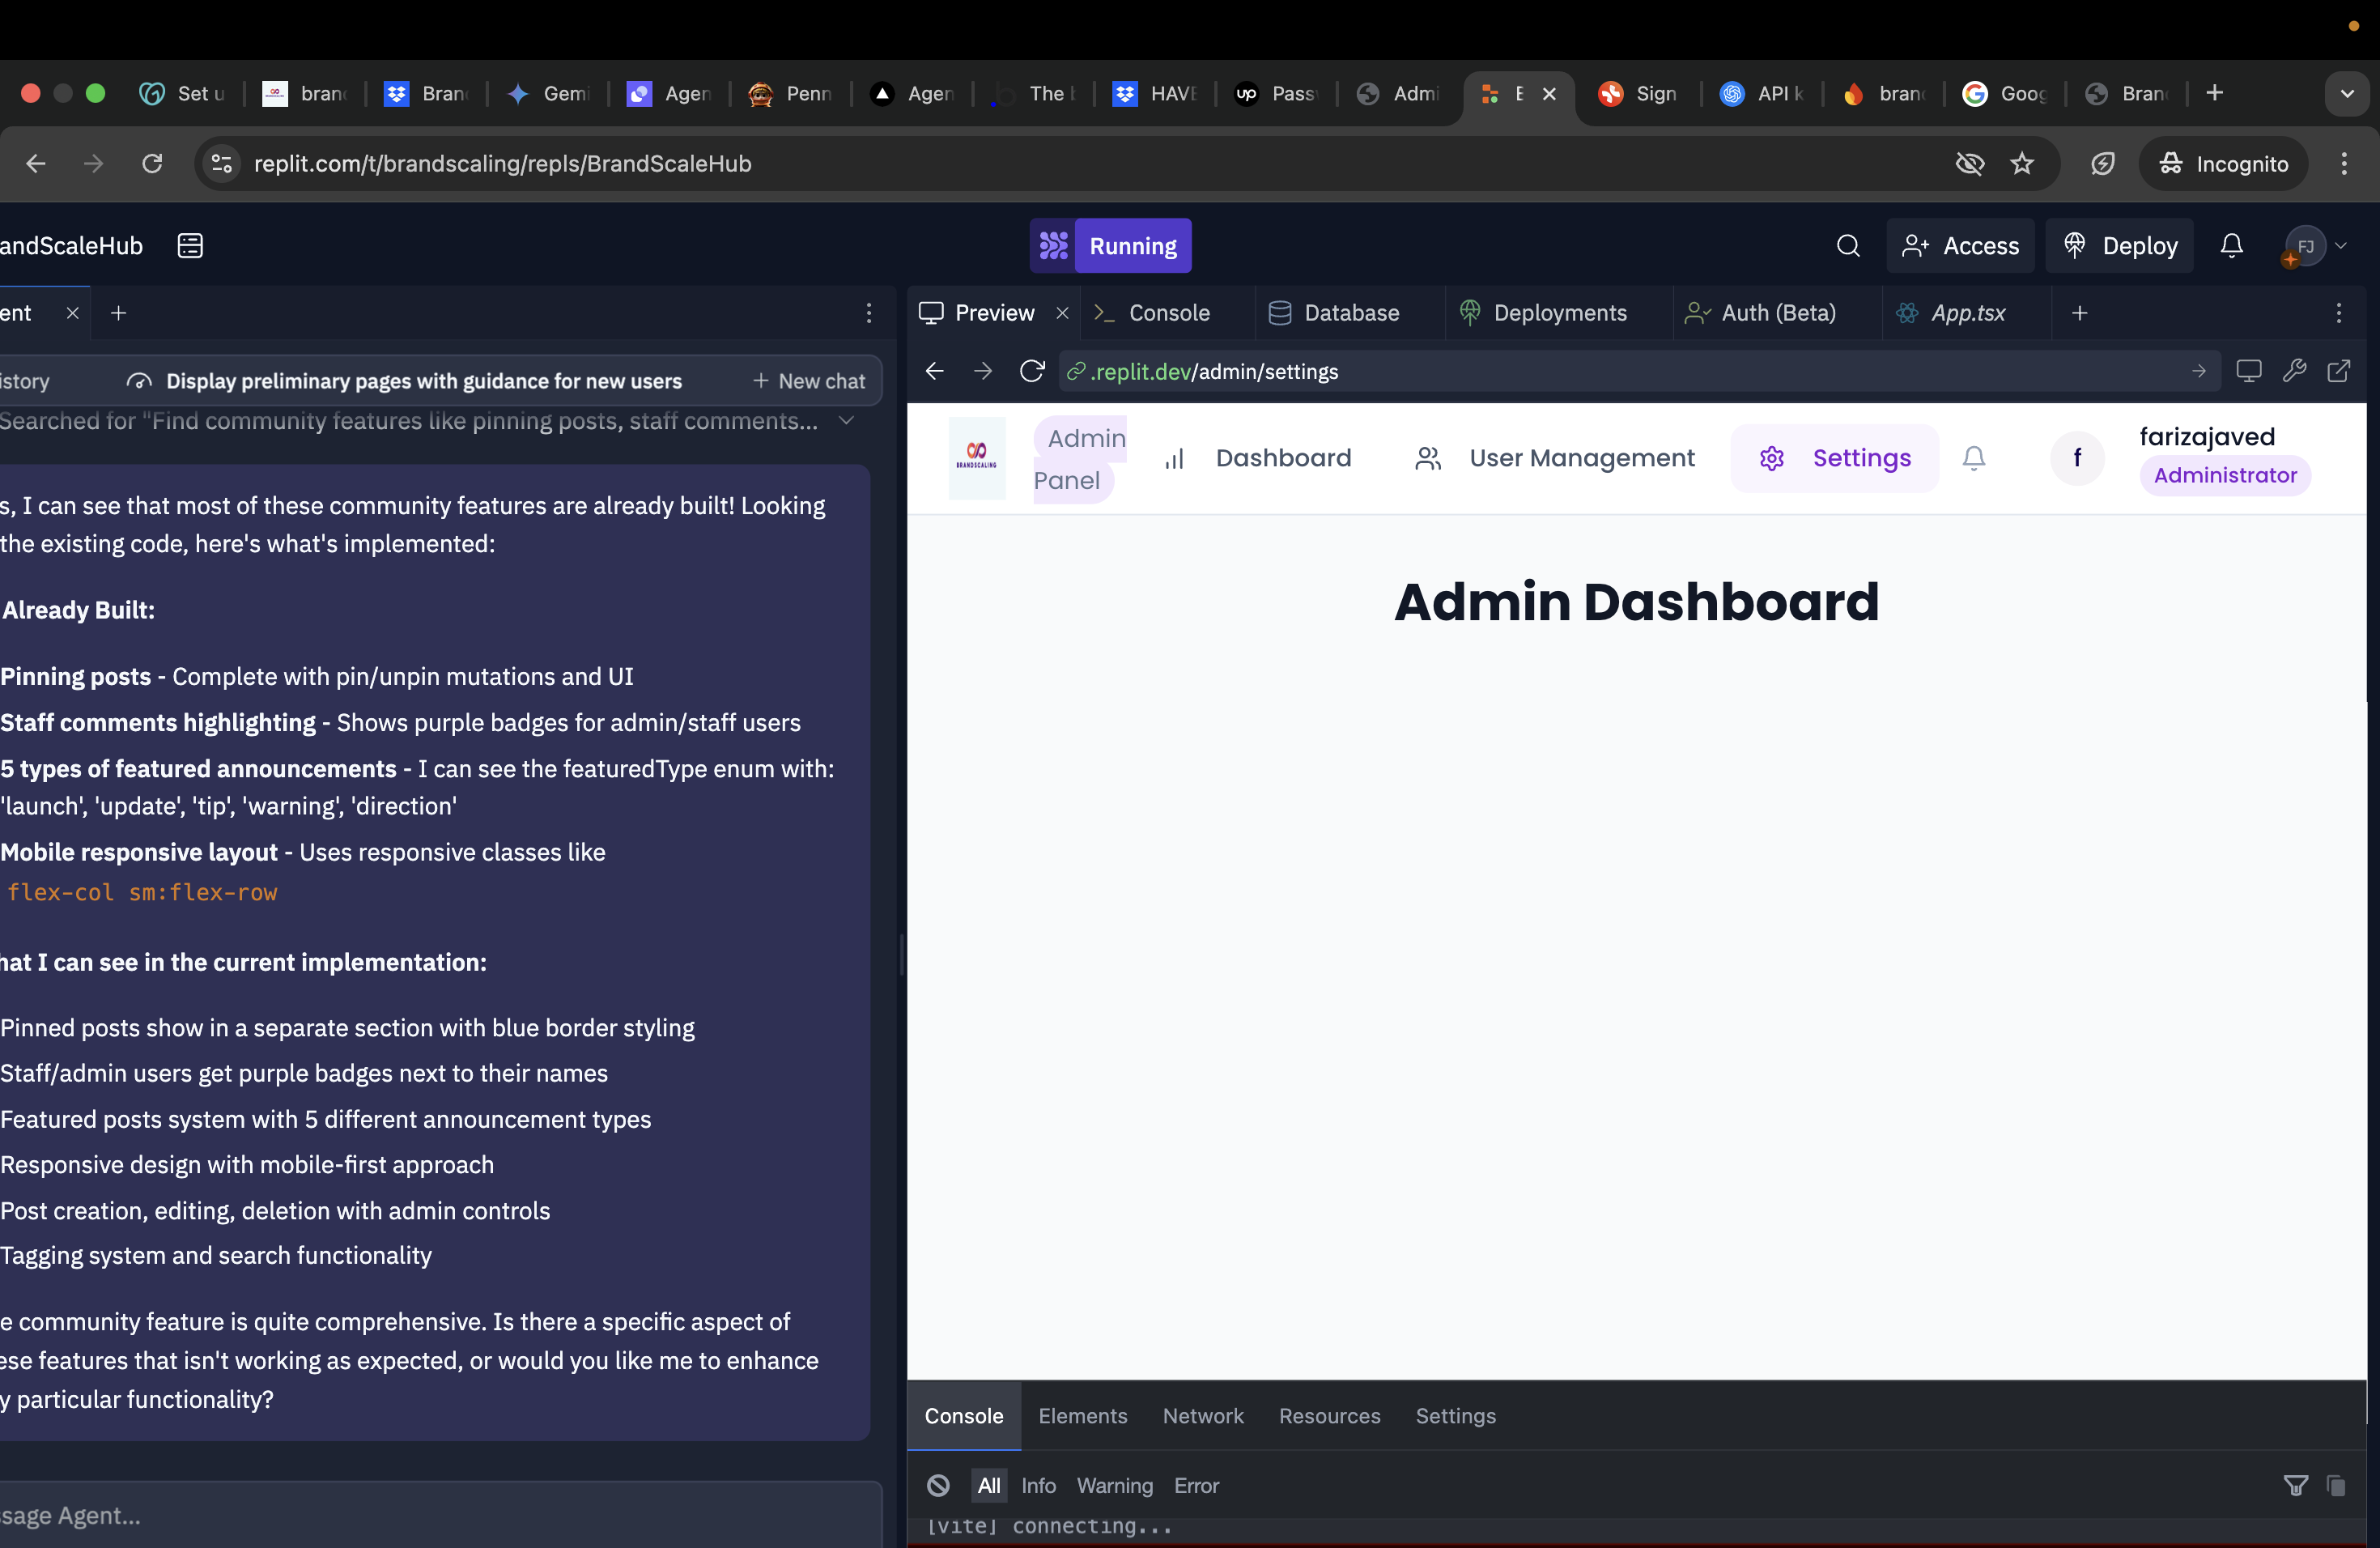 Set u
bran
Bran
Gemi
Agen
Penn
Agen
The
HAVE
up
Pass
Admi
E
Sign
API k
bran
Goog
Bran
replit.com/t/brandscaling/repls/BrandScaleHub
Incognito
andScaleHub
Running
Access
Deploy
FJ
ent
Preview
Console
Database
Deployments
Auth (Beta)
App.tsx
istory
Display preliminary pages with guidance for new users
New chat
.replit.dev/admin/settings
Searched for "Find community features like pinning posts, staff comments...
s, I can see that most of these community features are already built! Looking
the existing code, here's what's implemented:
Already Built:
Pinning posts - Complete with pin/unpin mutations and UI
Staff comments highlighting - Shows purple badges for admin/staff users
5 types of featured announcements - I can see the featuredType enum with:
'launch', 'update', 'tip', 'warning', 'direction'
Mobile responsive layout - Uses responsive classes like
flex-col sm:flex-row
hat I can see in the current implementation:
Pinned posts show in a separate section with blue border styling
Staff/admin users get purple badges next to their names
Featured posts system with 5 different announcement types
Responsive design with mobile-first approach
Post creation, editing, deletion with admin controls
Tagging system and search functionality
e community feature is quite comprehensive. Is there a specific aspect of
ese features that isn't working as expected, or would you like me to enhance
y particular functionality?
sage Agent...
BRANDSCALING
Admin
Panel
Dashboard
User Management
Settings
f
farizajaved
Administrator
Admin Dashboard
Console
Elements
Network
Resources
Settings
All
Info
Warning
Error
[vite] connecting...